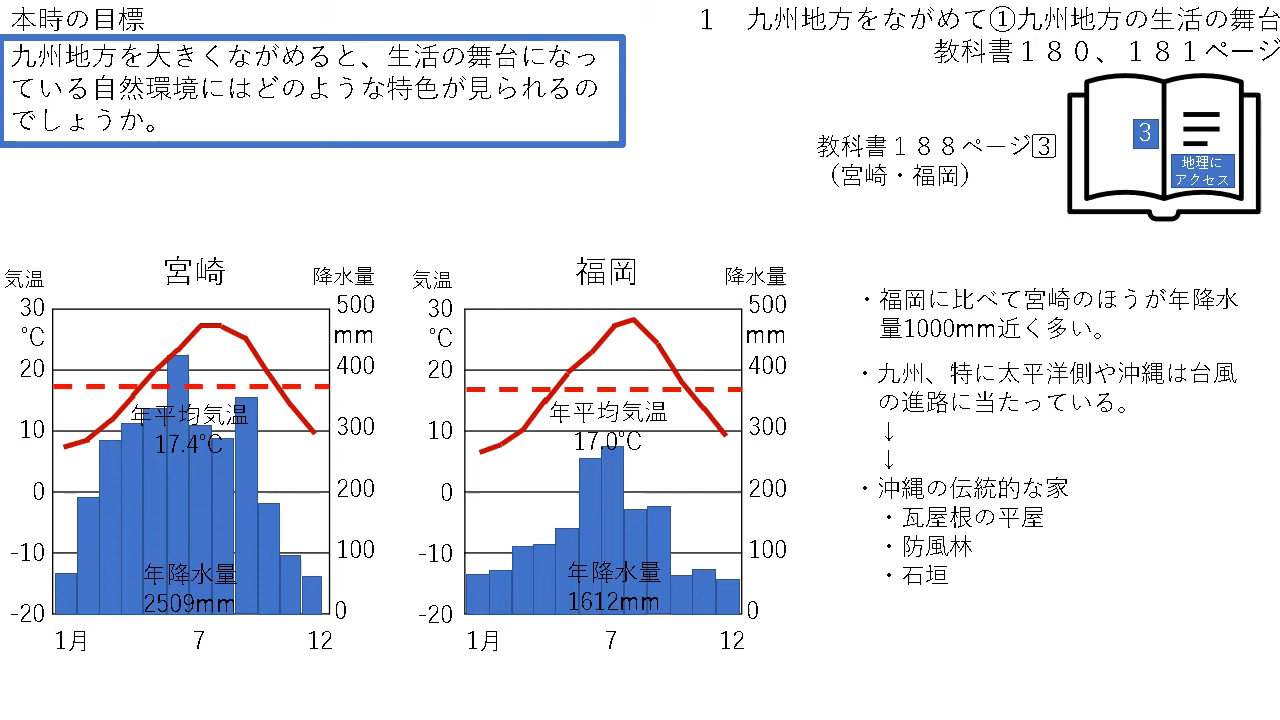 本時の目標
九州地方を大きくながめると、生活の舞台になっ
ている自然環境にはどのような特色が見られるの
でしょうか。
1　九州地方をながめて①九州地方の生活の舞台
教科書１８０、１８１ページ
教科書１８８ページ3
（宮崎・福岡）
3
地理に
アクセス
気温
宮崎
降水量
30
℃
20
10
0
-10
-20
500
mm
400
300
200
100
0
年平均気温
17.4℃
年降水量
2509mm
1月
7
12
気温
福岡
降水量
30
℃
20
10
0
-10
-20
500
mm
400
300
200
100
0
年平均気温
17.0℃
年降水量
1612mm
1月
7
12
・福岡に比べて宮崎のほうが年降水
量1000mm近く多い。
・九州、特に太平洋側や沖縄は台風
の進路に当たっている。
↓
↓
・沖縄の伝統的な家
・瓦屋根の平屋
・防風林
・石垣